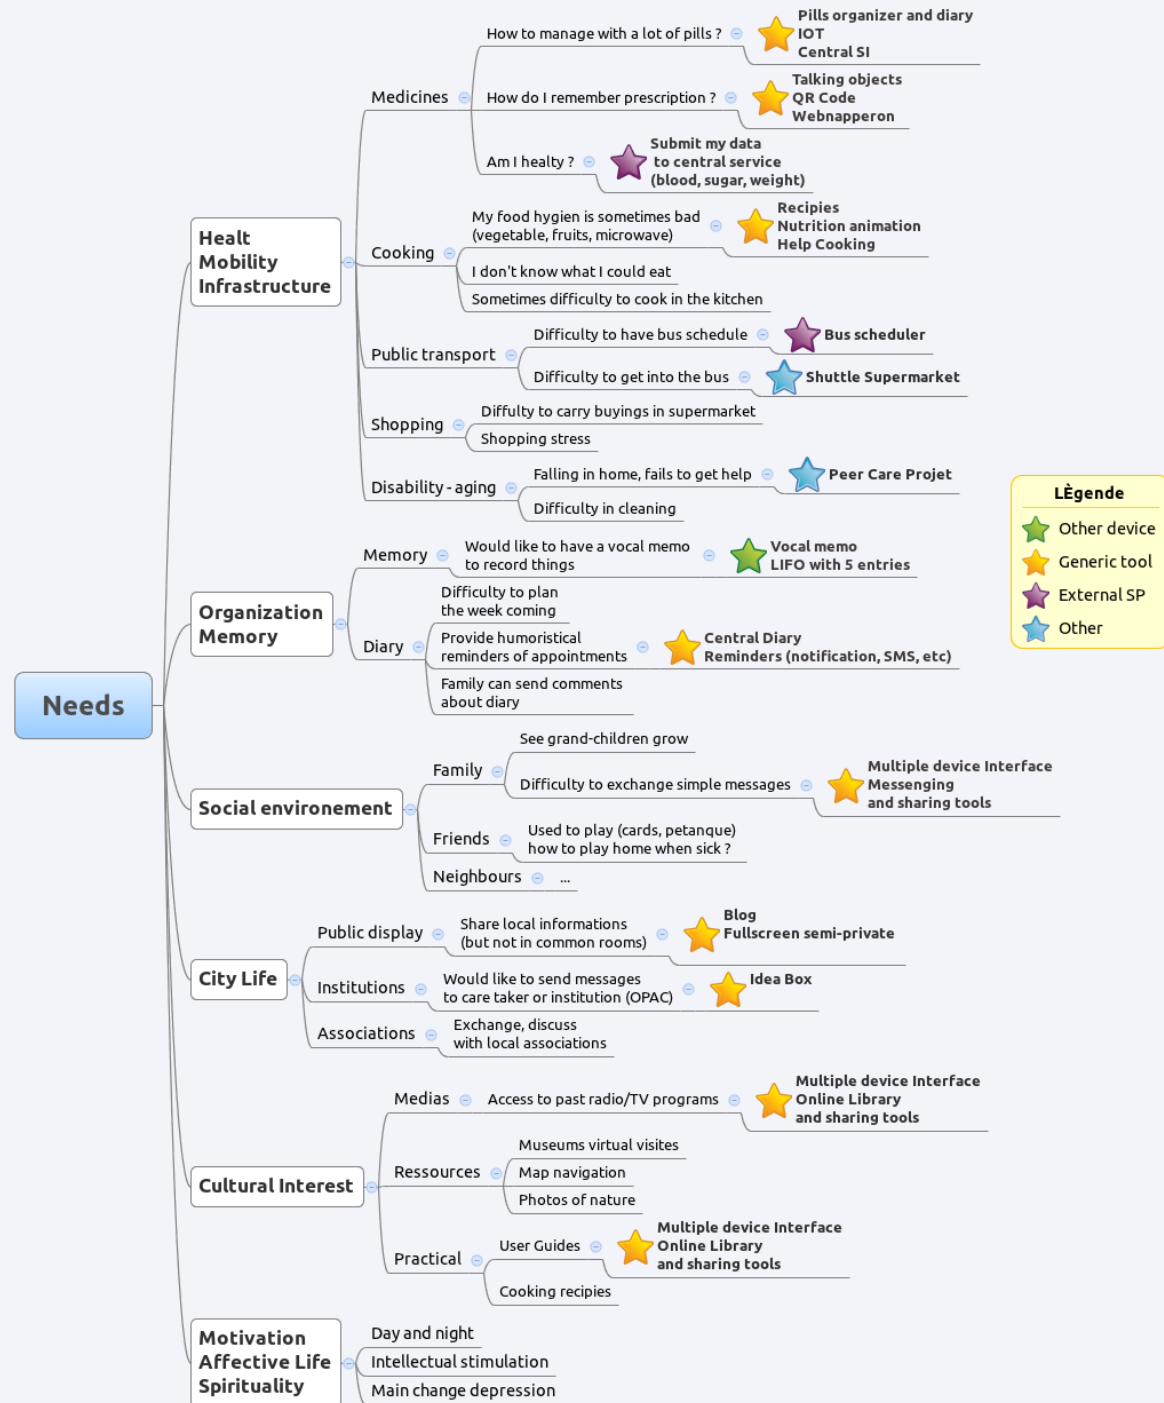 How to manage with a lot of pills ?
Pills organizer and diary
IOT
Central SI
Medicines
How do I remember prescription ?
Talking objects
QR Code
Webnapperon
Am I healty ?
Submit my data
to central service
(blood, sugar, weight)
Healt
Mobility
Infrastructure
Cooking
My food hygien is sometimes bad
(vegetable, fruits, microwave)
Recipies
Nutrition animation
Help Cooking
I don't know what I could eat
Sometimes difficulty to cook in the kitchen
Public transport
Difficulty to have bus schedule
Bus scheduler
Difficulty to get into the bus
Shuttle Supermarket
Shopping
Diffulty to carry buyings in supermarket
Shopping stress
Disability - aging
Falling in home, fails to get help
Peer Care Projet
Difficulty in cleaning
LÈgende
Other device
Generic tool
External SP
Other
Organization
Memory
Memory
Would like to have a vocal memo
to record things
Vocal memo
LIFO with 5 entries
Diary
Difficulty to plan
the week coming
Provide humoristical
reminders of appointments
Central Diary
Reminders (notification, SMS, etc)
Family can send comments
about diary
Needs
Social environement
Family
See grand-children grow
Difficulty to exchange simple messages
Multiple device Interface
Messenging
and sharing tools
Friends
Used to play (cards, petanque)
how to play home when sick ?
Neighbours
...
City Life
Public display
Share local informations
(but not in common rooms)
Blog
Fullscreen semi-private
Institutions
Would like to send messages
to care taker or institution (OPAC)
Idea Box
Associations
Exchange, discuss
with local associations
Cultural Interest
Medias
Access to past radio/TV programs
Multiple device Interface
Online Library
and sharing tools
Ressources
Museums virtual visites
Map navigation
Photos of nature
Practical
User Guides
Multiple device Interface
Online Library
and sharing tools
Cooking recipies
Motivation
Affective Life
Spirituality
Day and night
Intellectual stimulation
Main change depression